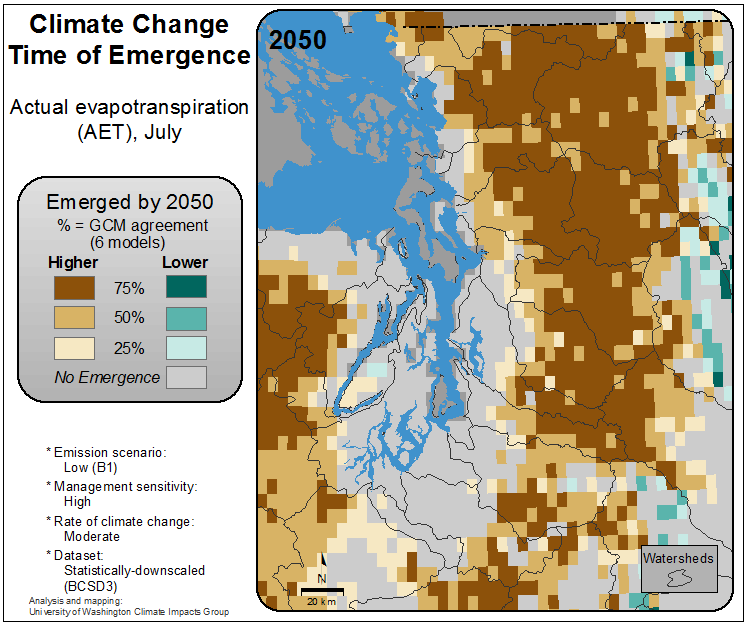 Climate Change
Time of Emergence
Actual evapotranspiration
(AET), July
Emerged by 2050
% = GCM agreement
(6 models)
Higher Lower
75%
50%
25%
No Emergence
* Emission scenario:
Low (B1)
* Management sensitivity:
High
* Rate of climate change:
Moderate
* Dataset:
Statistically-downscaled
(BCSD3)
Analysis and mapping:
University of Washington Climate Impacts Group
2050
N
20 km
Watersheds